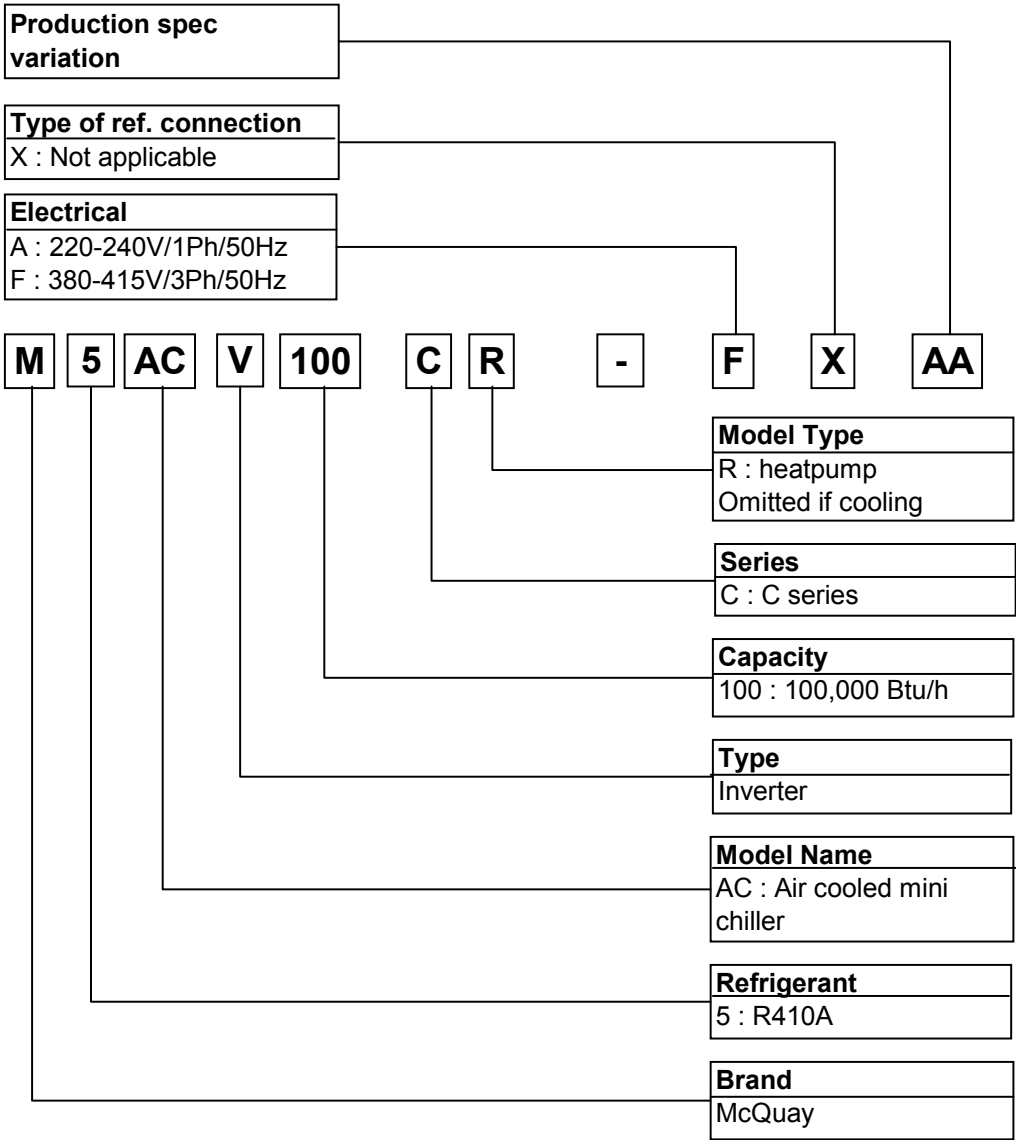 Production spec
variation
Type of ref. connection
X : Not applicable
Electrical
A : 220-240V/1Ph/50Hz
F : 380-415V/3Ph/50Hz
M 5 AC V 100 C R - F X AA
Model Type
R : heatpump
Omitted if cooling
Series
C : C series
Capacity
100 : 100,000 Btu/h
Type
Inverter
Model Name
AC : Air cooled mini
chiller
Refrigerant
5 : R410A
Brand
McQuay